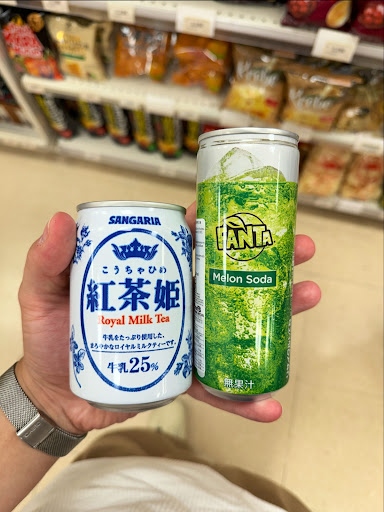 SANGARIA
こうちゃひめ
紅茶姫
Royal Milk Tea
牛乳をたっぷり使用した、
まろやかなロイヤルミルクティーです。
牛乳25%
FANTA
Melon Soda
無果汁